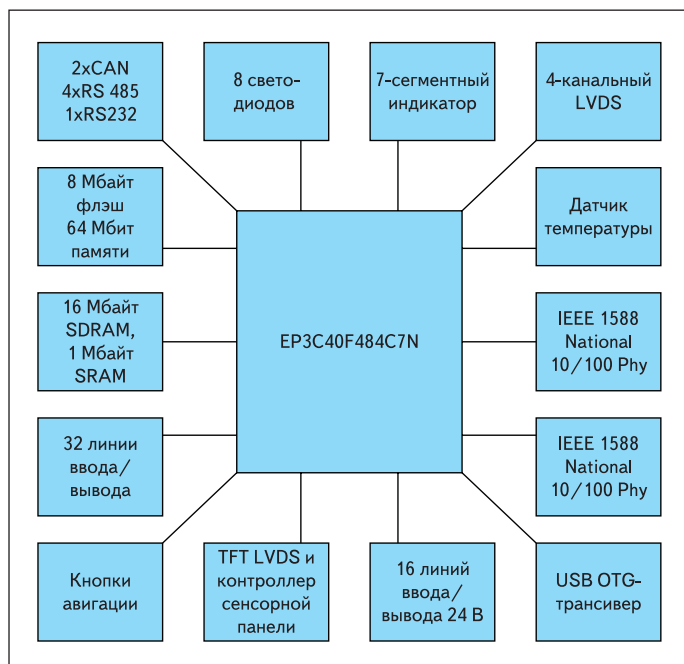 2xCAN
4xRS 485
1xRS232
8 свето-
диодов
7-сегментный
индикатор
4-канальный
LVDS
8 Мбайт
флэш
64 Мбит
памяти
Датчик
температуры
16 Мбайт
SDRAM,
1 Мбайт
SRAM
EP3C40F484C7N
IEEE 1588
National
10/100 Phy
32 линии
ввода/
вывода
IEEE 1588
National
10/100 Phy
Кнопки
авигации
TFT LVDS и
контроллер
сенсорной
панели
16 линий
ввода/
вывода 24 В
USB OTG-
трансивер